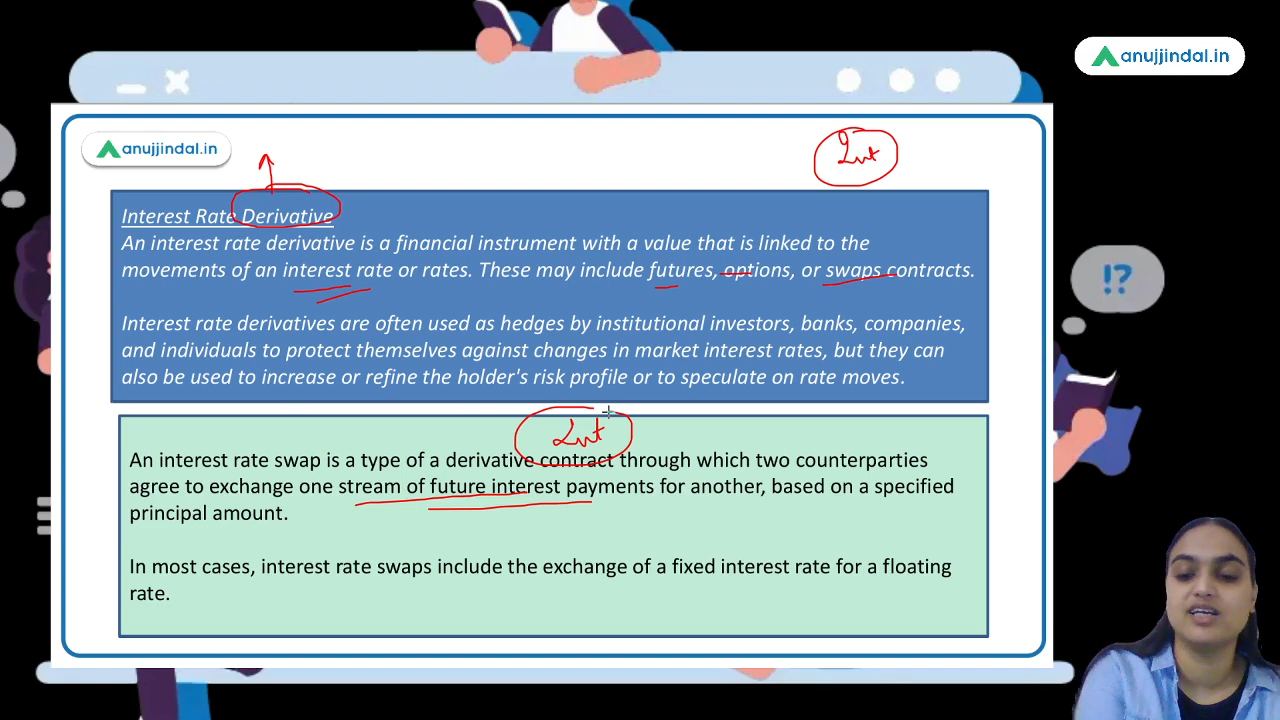 anujjindal.in
anujjindal.in
Int
Interest Rate Derivative
An interest rate derivative is a financial instrument with a value that is linked to the
movements of an interest rate or rates. These may include futures, options, or swaps contracts.
Interest rate derivatives are often used as hedges by institutional investors, banks, companies,
and individuals to protect themselves against changes in market interest rates, but they can
also be used to increase or refine the holder's risk profile or to speculate on rate moves.
!?
Int
An interest rate swap is a type of a derivative contract through which two counterparties
agree to exchange one stream of future interest payments for another, based on a specified
principal amount.
In most cases, interest rate swaps include the exchange of a fixed interest rate for a floating
rate.